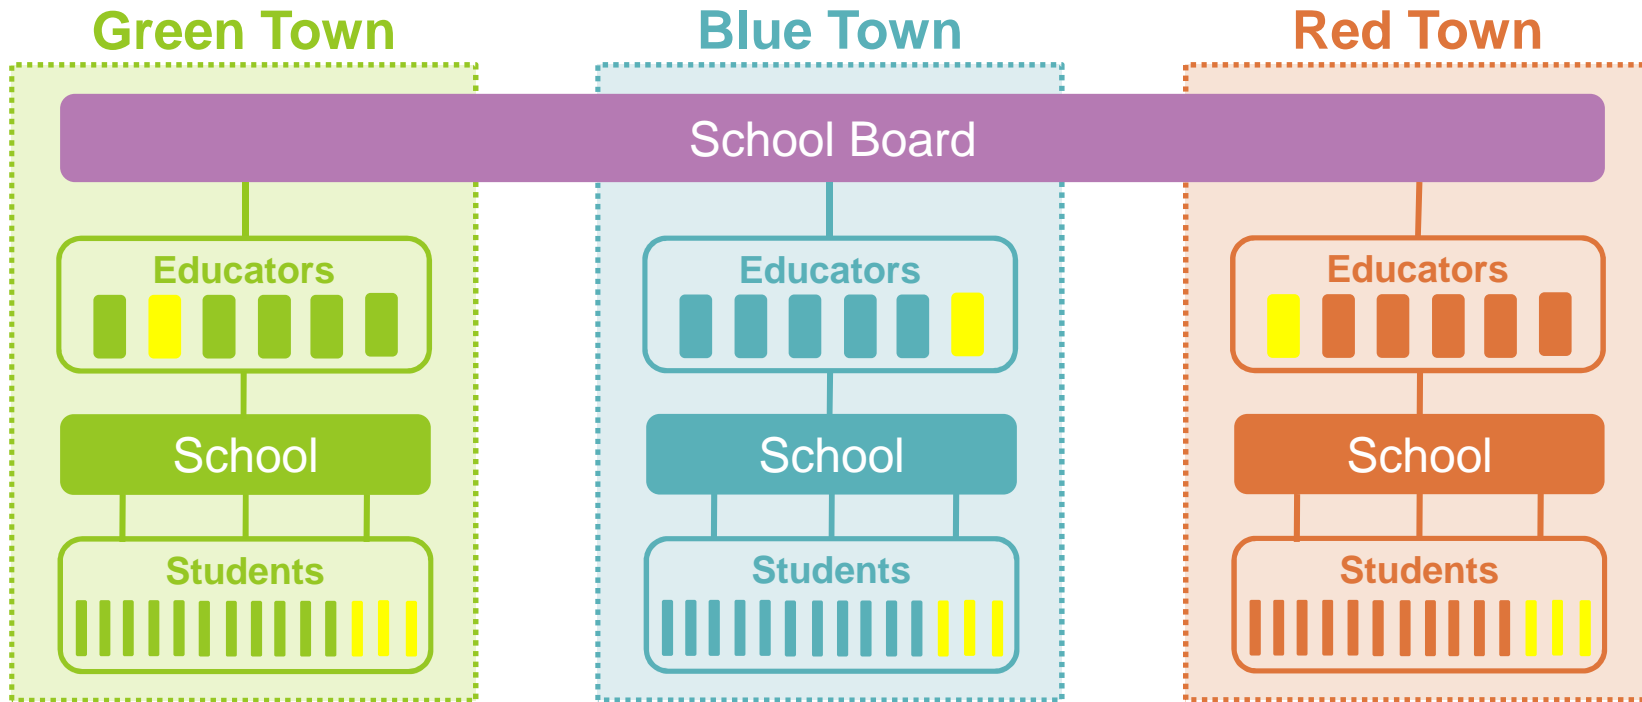 Green Town
Blue Town
Red Town
School Board
Educators
Educators
Educators
School
School
School
Students
Students
Students